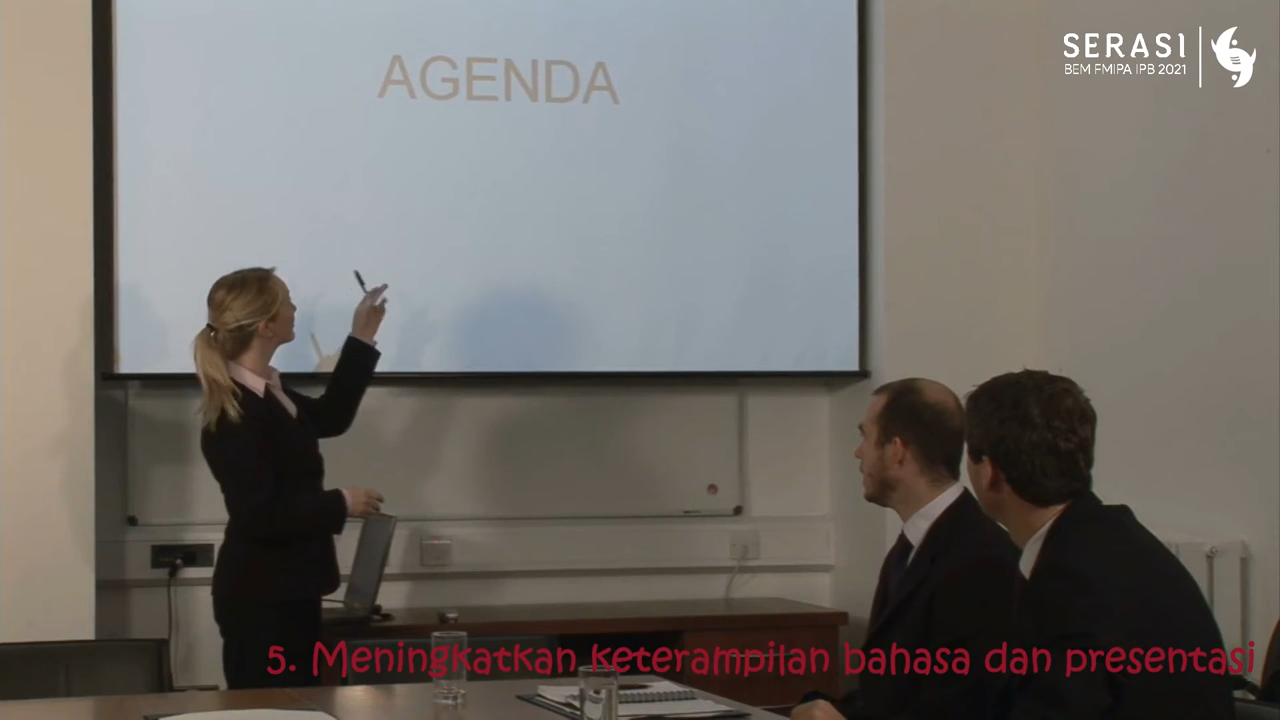 AGENDA
SERASI
BEM FMIPA IPB 2021
5. Meningkatkan keterampilan bahasa dan presentasi